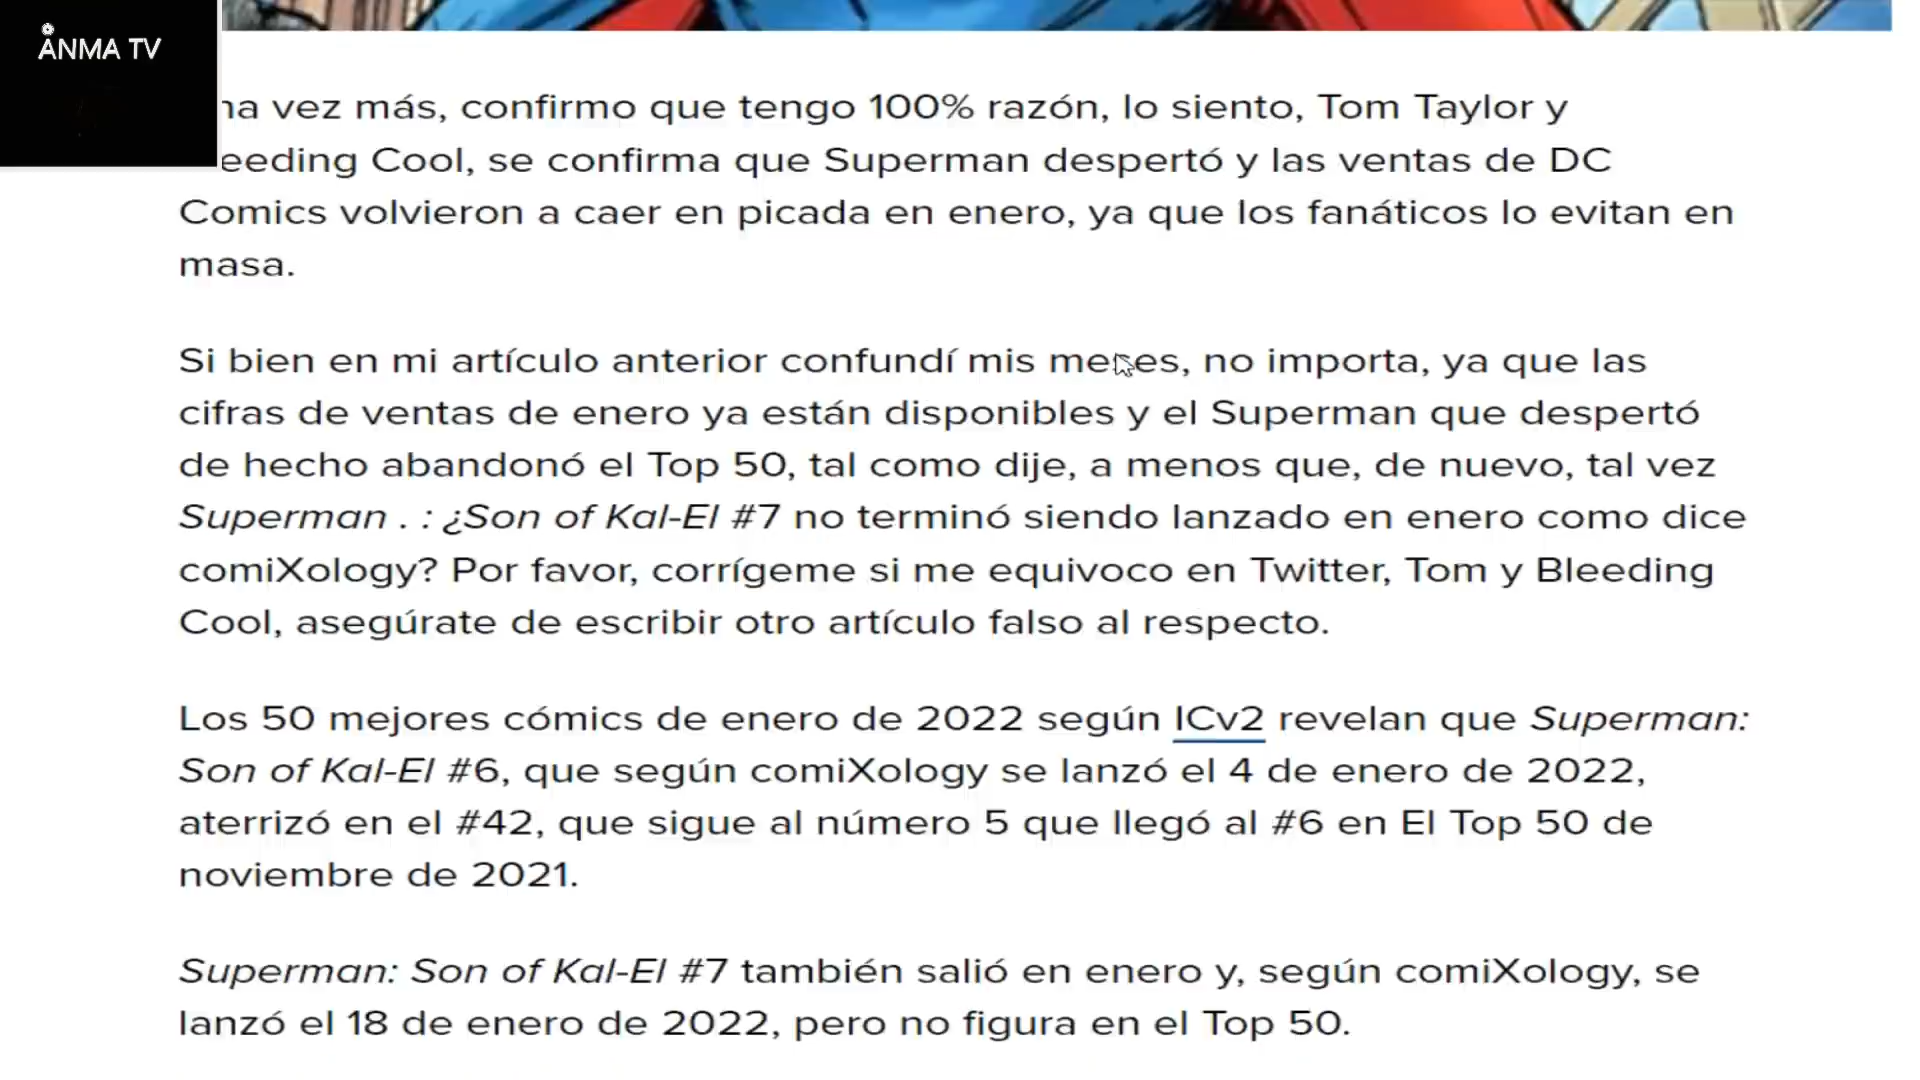 ÅNMA TV
vez más, confirmo que tengo 100% razón, lo siento, Tom Taylor y
Cool, se confirma que Superman despertó y las ventas de DC
Comics volvieron a caer en picada en enero, ya que los fanáticos lo evitan en
masa.
Si bien en mi artículo anterior confundí mis meses, no importa, ya que las
cifras de ventas de enero ya están disponibles y el Superman que despertó
de hecho abandonó el Top 50, tal como dije, a menos que, de nuevo, tal vez
Superman . : ¿Son of Kal-El #7 no terminó siendo lanzado en enero como dice
comiXology? Por favor, corrígeme si me equivoco en Twitter, Tom y Bleeding
Cool, asegúrate de escribir otro artículo falso al respecto.
Los 50 mejores cómics de enero de 2022 según ICv2 revelan que Superman:
Son of Kal-El #6, que según comiXology se lanzó el 4 de enero de 2022,
aterrizó en el #42, que sigue al número 5 que llegó al #6 en El Top 50 de
noviembre de 2021.
Superman: Son of Kal-El #7 también salió en enero y, según comiXology, se
lanzó el 18 de enero de 2022, pero no figura en el Top 50.